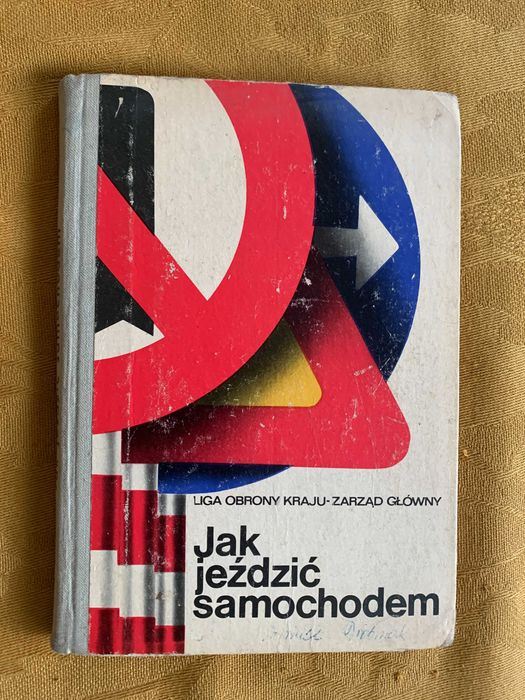 LIGA OBRONY KRAJU-ZARZĄD GŁÓWNY
Jak
jeździć
samochodem